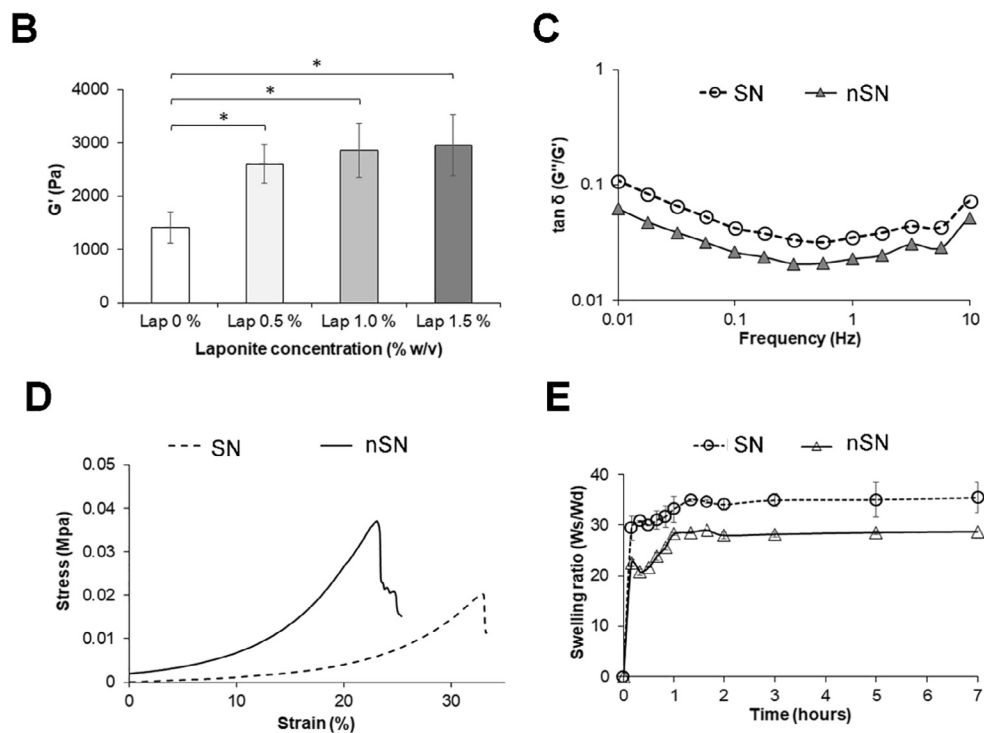 B
*
*
*
4000
3000
2000
1000
0
G' (Pa)
Lap 0 % Lap 0.5 % Lap 1.0 % Lap 1.5 %
Laponite concentration (% w/v)
C
SN nSN
1
0.1
0.01
tan δ (G''/G')
0.01 0.1 1 10
Frequency (Hz)
D
SN nSN
0.05
0.04
0.03
0.02
0.01
0
Stress (Mpa)
0 10 20 30
Strain (%)
E
SN nSN
40
30
20
10
0
Swelling ratio (Ws/Wd)
0 1 2 3 4 5 6 7
Time (hours)